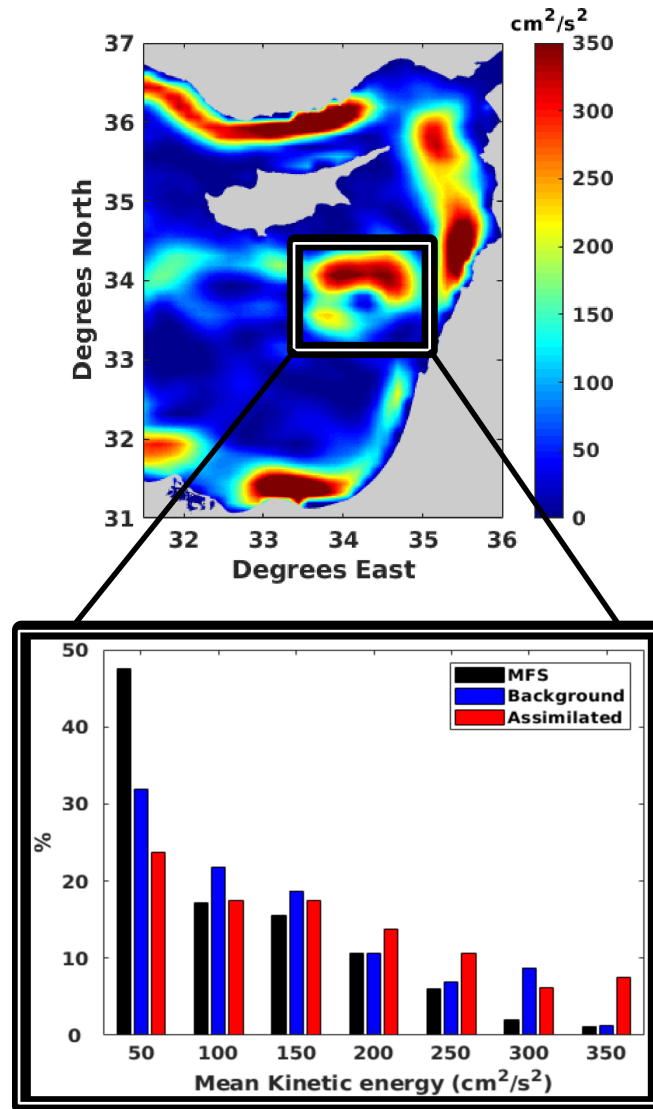 cm²/s²
37
36
35
34
33
32
31
Degrees North
32 33 34 35 36
Degrees East
350
300
250
200
150
100
50
0
50
40
30
20
10
0
%
MFS
Background
Assimilated
50 100 150 200 250 300 350
Mean Kinetic energy (cm²/s²)